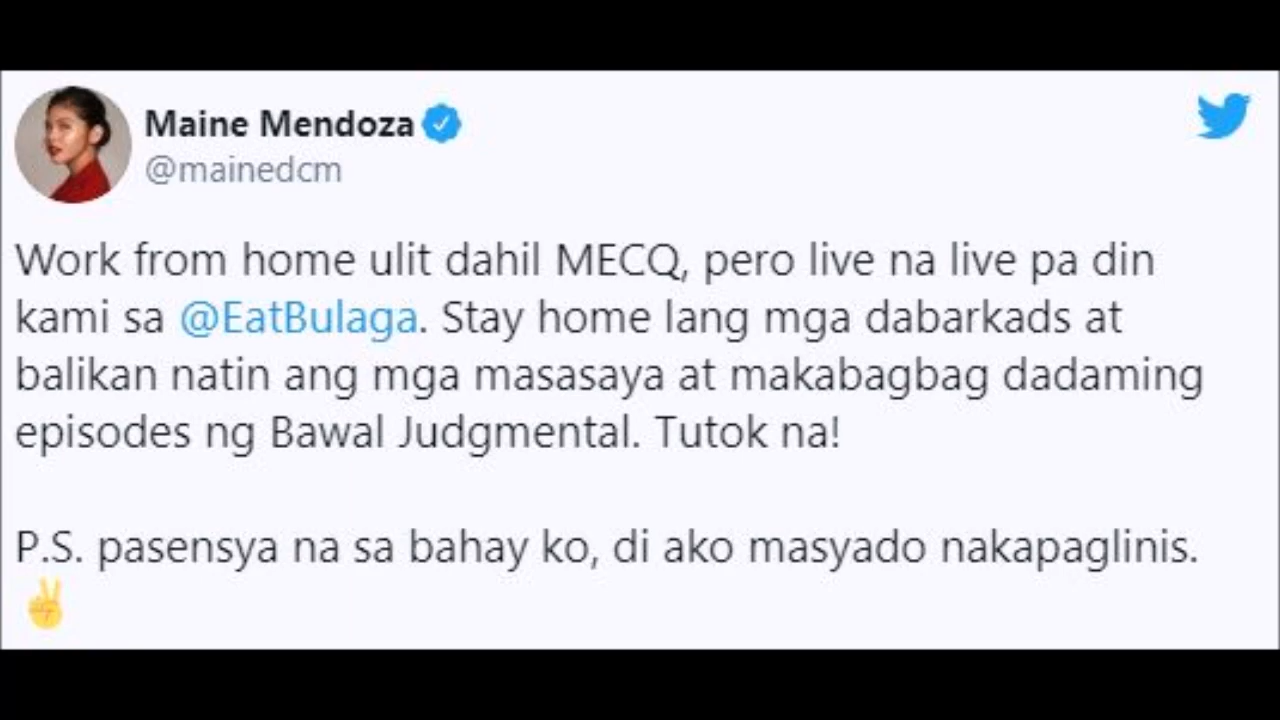 Maine Mendoza
@mainedcm
Work from home ulit dahil MECQ, pero live na live pa din
kami sa @EatBulaga. Stay home lang mga dabarkads at
balikan natin ang mga masasaya at makabagbag dadaming
episodes ng Bawal Judgmental. Tutok na!
P.S. pasensya na sa bahay ko, di ako masyado nakapaglinis.
✌